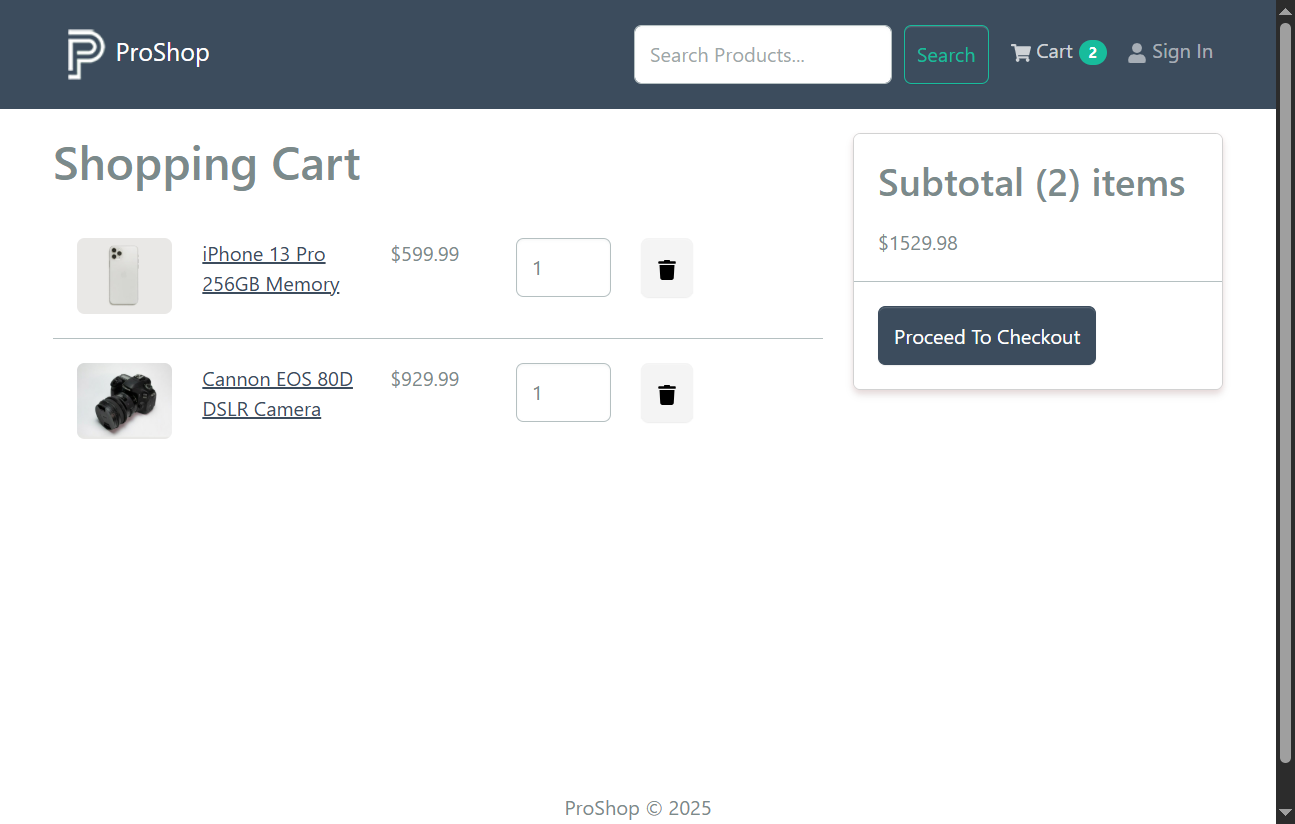 ProShop
Search Products...
Search
Cart 2
Sign In
Shopping Cart
iPhone 13 Pro
256GB Memory
$599.99
1
Cannon EOS 80D
DSLR Camera
$929.99
1
Subtotal (2) items
$1529.98
Proceed To Checkout
ProShop © 2025